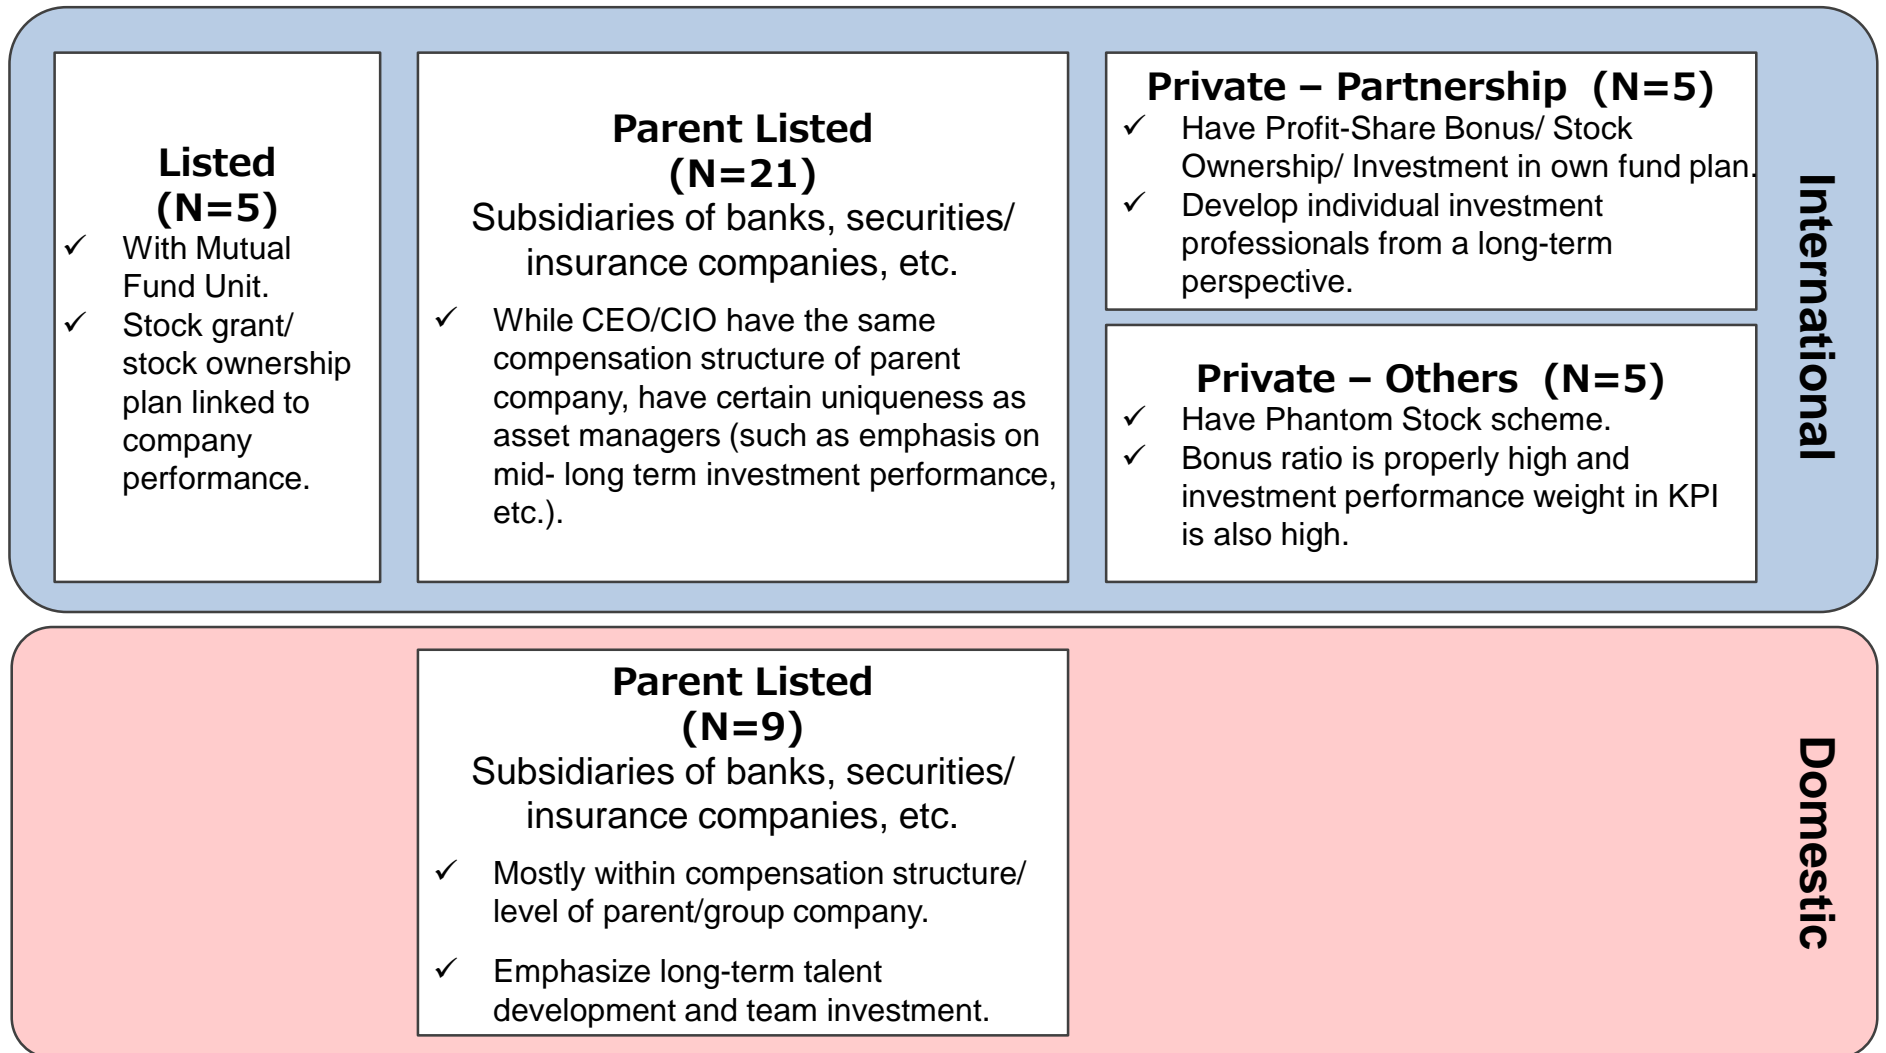 Listed
(N=5)
✓ With Mutual
Fund Unit.
✓ Stock grant/
stock ownership
plan linked to
company
performance.
Parent Listed
(N=21)
Subsidiaries of banks, securities/
insurance companies, etc.
✓ While CEO/CIO have the same
compensation structure of parent
company, have certain uniqueness as
asset managers (such as emphasis on
mid- long term investment performance,
etc.).
Private – Partnership (N=5)
✓ Have Profit-Share Bonus/ Stock
Ownership/ Investment in own fund plan.
✓ Develop individual investment
professionals from a long-term
perspective.
Private – Others (N=5)
✓ Have Phantom Stock scheme.
✓ Bonus ratio is properly high and
investment performance weight in KPI
is also high.
International
Parent Listed
(N=9)
Subsidiaries of banks, securities/
insurance companies, etc.
✓ Mostly within compensation structure/
level of parent/group company.
✓ Emphasize long-term talent
development and team investment.
Domestic